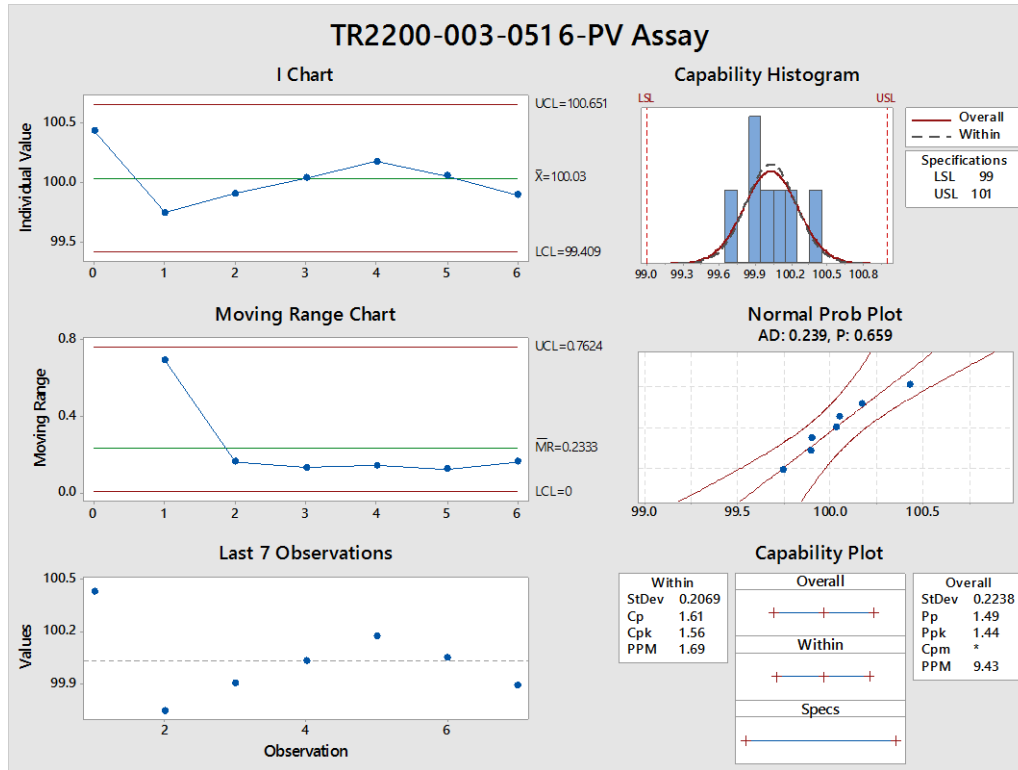 TR2200-003-0516-PV Assay
I Chart
Individual Value
100.5
100.0
99.5
UCL=100.651
X̄=100.03
LCL=99.409
0 1 2 3 4 5 6
Capability Histogram
LSL USL
99.0 99.3 99.6 99.9 100.2 100.5 100.8
Overall
Within
Specifications
LSL 99
USL 101
Moving Range Chart
Moving Range
0.8
0.4
0.0
UCL=0.7624
M̅R̅=0.2333
LCL=0
0 1 2 3 4 5 6
Normal Prob Plot
AD: 0.239, P: 0.659
99.0 99.5 100.0 100.5
Last 7 Observations
Values
100.5
100.2
99.9
2 4 6
Observation
Capability Plot
Within
StDev 0.2069
Cp 1.61
Cpk 1.56
PPM 1.69
Overall
Within
Specs
Overall
StDev 0.2238
Pp 1.49
Ppk 1.44
Cpm *
PPM 9.43